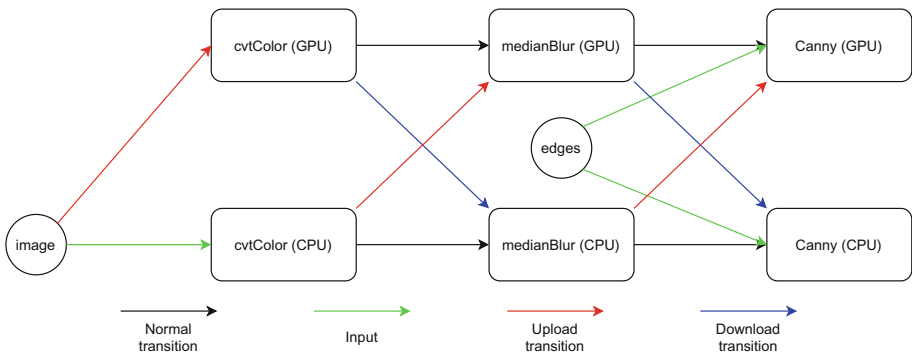 cvtColor (GPU)
medianBlur (GPU)
Canny (GPU)
edges
image
cvtColor (CPU)
medianBlur (CPU)
Canny (CPU)
Normal
transition
Input
Upload
transition
Download
transition